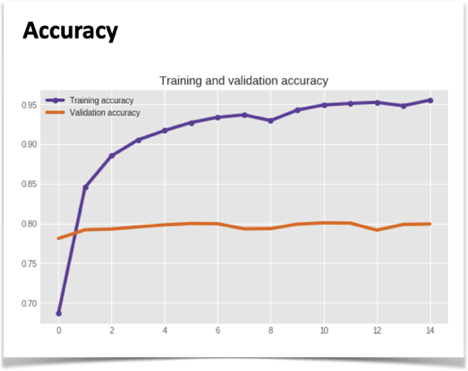 Accuracy
Training and validation accuracy
Training accuracy
Validation accuracy
0.95
0.90
0.85
0.80
0.75
0.70
0 2 4 6 8 10 12 14